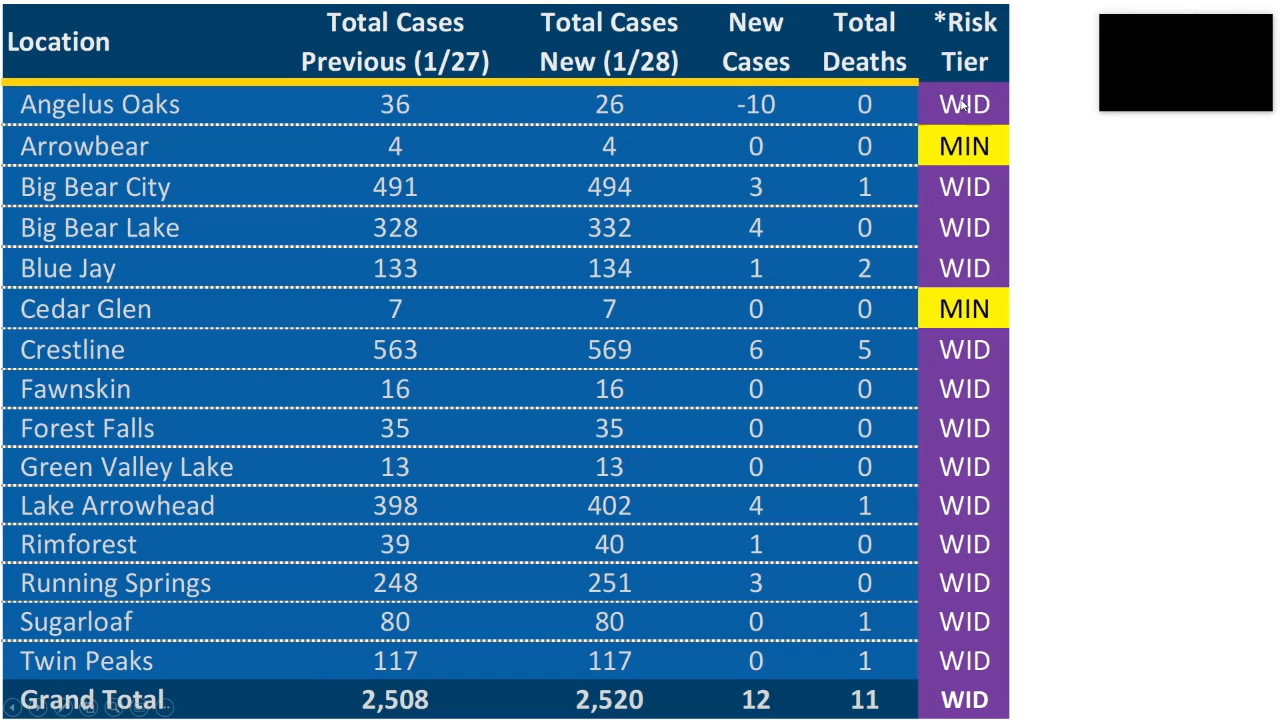 Location Total Cases Previous (1/27) Total Cases New (1/28) New Cases Total Deaths *Risk Tier
Angelus Oaks 36 26 -10 0 WID
Arrowbear 4 4 0 0 MIN
Big Bear City 491 494 3 1 WID
Big Bear Lake 328 332 4 0 WID
Blue Jay 133 134 1 2 WID
Cedar Glen 7 7 0 0 MIN
Crestline 563 569 6 5 WID
Fawnskin 16 16 0 0 WID
Forest Falls 35 35 0 0 WID
Green Valley Lake 13 13 0 0 WID
Lake Arrowhead 398 402 4 1 WID
Rimforest 39 40 1 0 WID
Running Springs 248 251 3 0 WID
Sugarloaf 80 80 0 1 WID
Twin Peaks 117 117 0 1 WID
Grand Total 2,508 2,520 12 11 WID